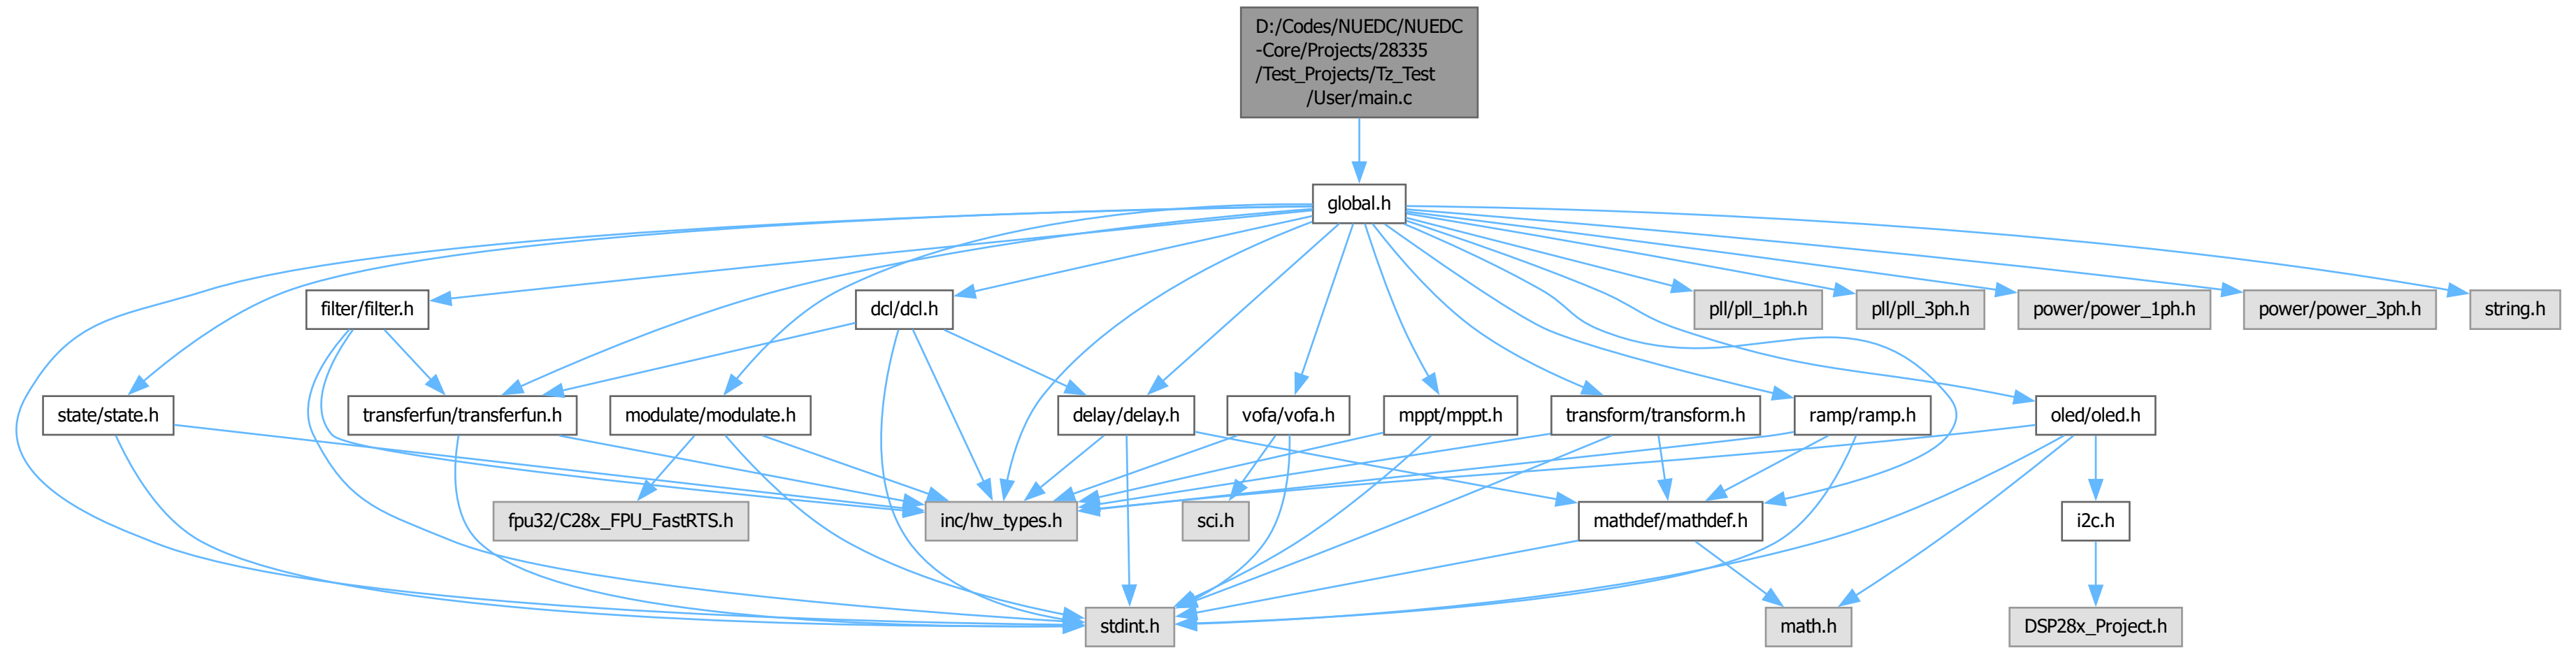 D:/Codes/NUEDC/NUEDC
-Core/Projects/28335
/Test_Projects/Tz_Test
/User/main.c
global.h
filter/filter.h
dcl/dcl.h
pll/pll_1ph.h
pll/pll_3ph.h
power/power_1ph.h
power/power_3ph.h
string.h
state/state.h
transferfun/transferfun.h
modulate/modulate.h
delay/delay.h
vofa/vofa.h
mppt/mppt.h
transform/transform.h
ramp/ramp.h
oled/oled.h
fpu32/C28x_FPU_FastRTS.h
inc/hw_types.h
sci.h
mathdef/mathdef.h
i2c.h
stdint.h
math.h
DSP28x_Project.h